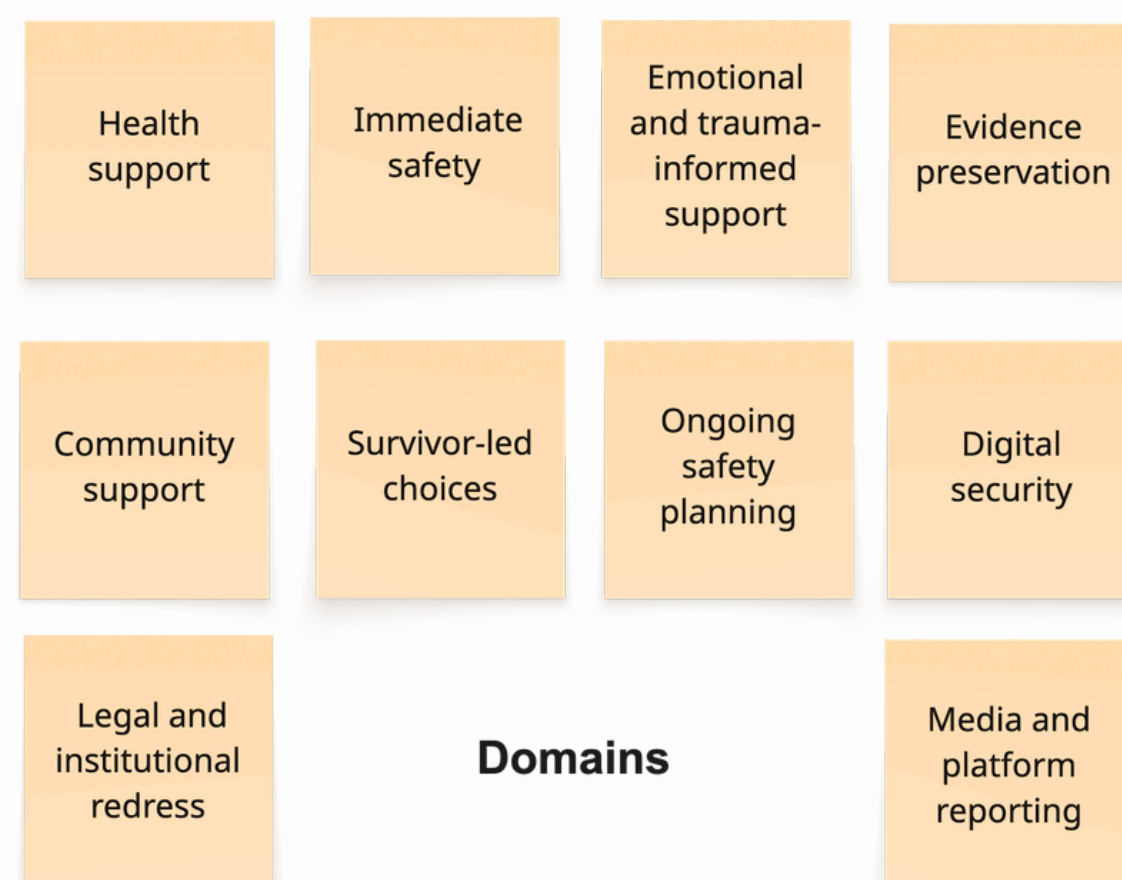 Health
support
Immediate
safety
Emotional
and trauma-
informed
support
Evidence
preservation
Community
support
Survivor-led
choices
Ongoing
safety
planning
Digital
security
Legal and
institutional
redress
Domains
Media and
platform
reporting